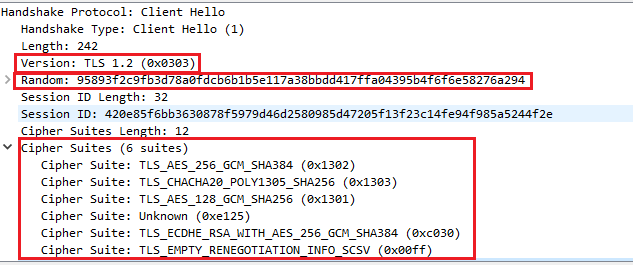 Handshake Protocol: Client Hello
Handshake Type: Client Hello (1)
Length: 242
Version: TLS 1.2 (0x0303)
Random: 95893f2c9fb3d78a0fdcb6b1b5e117a38bbdd417ffa04395b4f6f6e58276a294
Session ID Length: 32
Session ID: 420e85f6bb3630878f5979d46d2580985d47205f13f23c14fe94f985a5244f2e
Cipher Suites Length: 12
Cipher Suites (6 suites)
Cipher Suite: TLS_AES_256_GCM_SHA384 (0x1302)
Cipher Suite: TLS_CHACHA20_POLY1305_SHA256 (0x1303)
Cipher Suite: TLS_AES_128_GCM_SHA256 (0x1301)
Cipher Suite: Unknown (0xe125)
Cipher Suite: TLS_ECDHE_RSA_WITH_AES_256_GCM_SHA384 (0xc030)
Cipher Suite: TLS_EMPTY_RENEGOTIATION_INFO_SCSV (0x00ff)